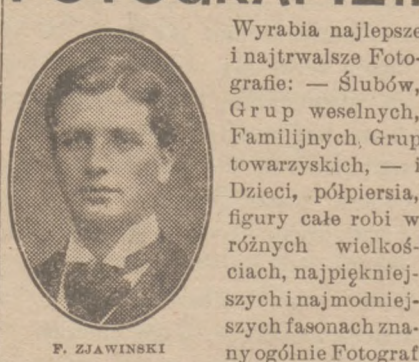 Wyrabia najlepsze
i najtrwalsze Foto-
grafie: — Ślubów,
Grup weselnych,
Familijnych, Grup
towarzyskich, — i
Dzieci, półpiersia,
figury całe robi w
różnych wielkoś-
ciach, najpiękniej-
szych i najmodniej-
szych fasonach zna-
ny ogólnie Fotograf
F. ZJAWINSKI